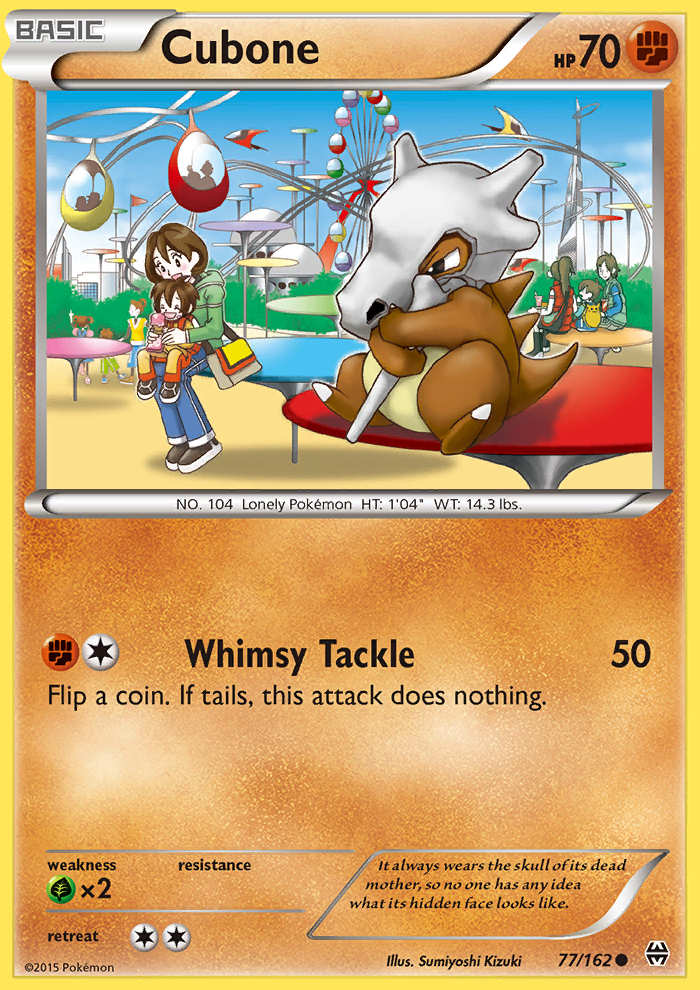 BASIC
Cubone
HP70
NO. 104 Lonely Pokémon HT: 1'04" WT: 14.3 lbs.
Whimsy Tackle 50
Flip a coin. If tails, this attack does nothing.
weakness resistance
×2
retreat
It always wears the skull of its dead
mother, so no one has any idea
what its hidden face looks like.
Illus. Sumiyoshi Kizuki 77/162
©2015 Pokémon